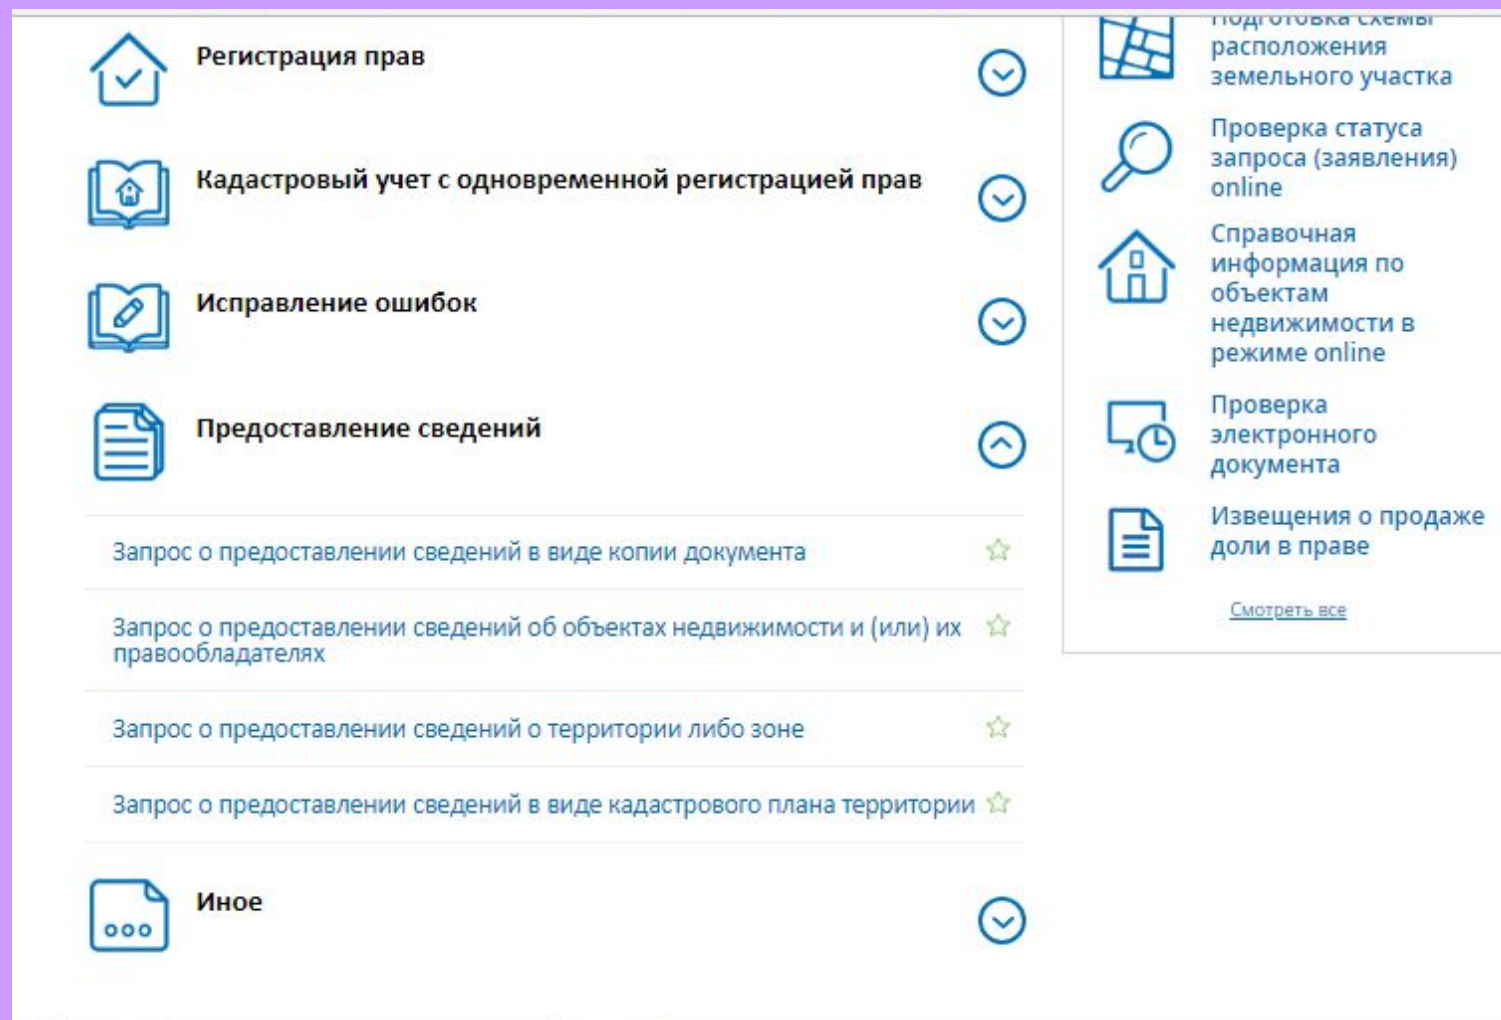 Регистрация прав
Кадастровый учет с одновременной регистрацией прав
Исправление ошибок
Предоставление сведений
Запрос о предоставлении сведений в виде копии документа
Запрос о предоставлении сведений об объектах недвижимости и (или) их
правообладателях
Запрос о предоставлении сведений о территории либо зоне
Запрос о предоставлении сведений в виде кадастрового плана территории
Иное
Подготовка схемы
расположения
земельного участка
Проверка статуса
запроса (заявления)
online
Справочная
информация по
объектам
недвижимости в
режиме online
Проверка
электронного
документа
Извещения о продаже
доли в праве
Смотреть все